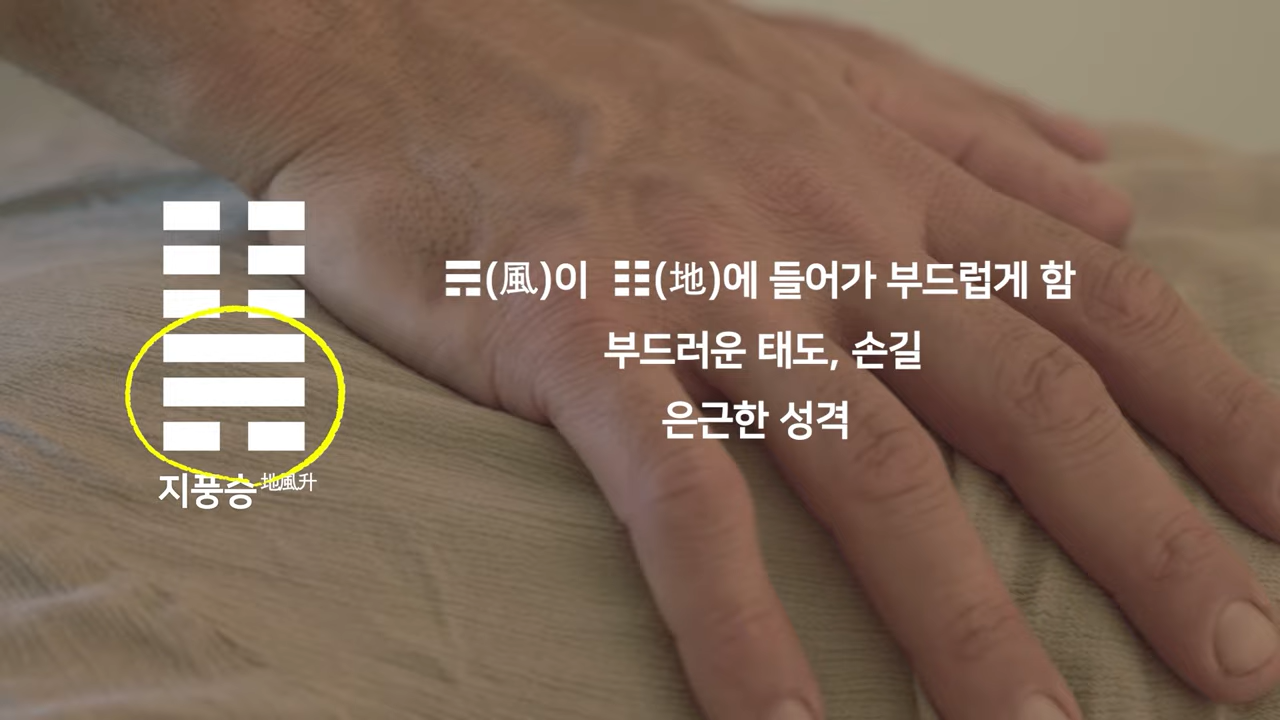 ☴(風)이 ☷(地)에 들어가 부드럽게 함
부드러운 태도, 손길
은근한 성격
지풍승 地風升